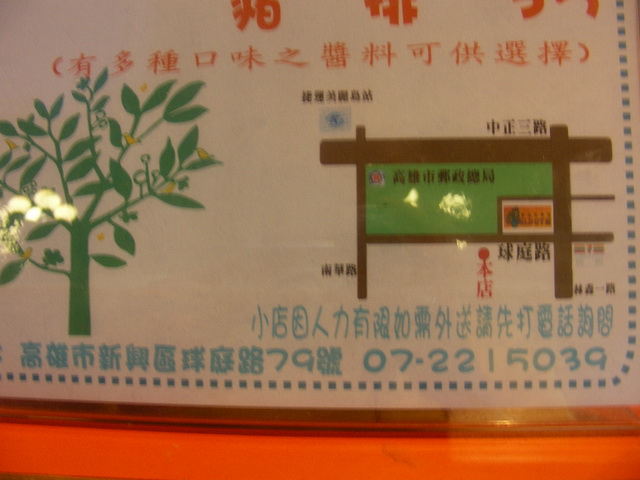 豬排
(有多種口味之醬料可供選擇)
捷運美麗島站
中正三路
高雄市郵政總局
南華路
球庭路
本店
林森一路
小店因人力有限如需外送請先打電話詢問
高雄市新興區球庭路79號 07-2215039